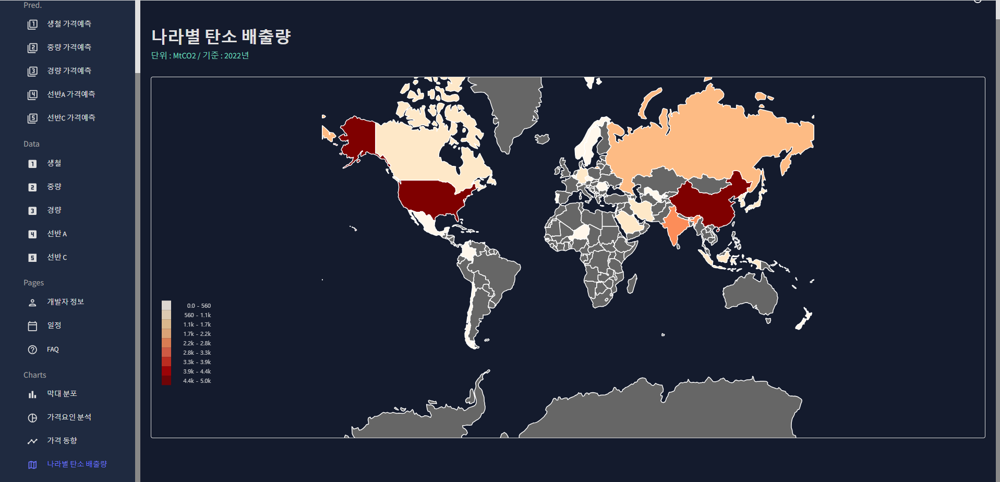 Pred.
생철 가격예측
중량 가격예측
경량 가격예측
선반A 가격예측
선반C 가격예측
Data
생철
중량
경량
선반 A
선반 C
Pages
개발자 정보
일정
FAQ
Charts
막대 분포
가격요인 분석
가격 동향
나라별 탄소 배출량
나라별 탄소 배출량
단위 : MtCO2 / 기준 : 2022년
0.0 - 560
560 - 1.1k
1.1k - 1.7k
1.7k - 2.2k
2.2k - 2.8k
2.8k - 3.3k
3.3k - 3.9k
3.9k - 4.4k
4.4k - 5.0k